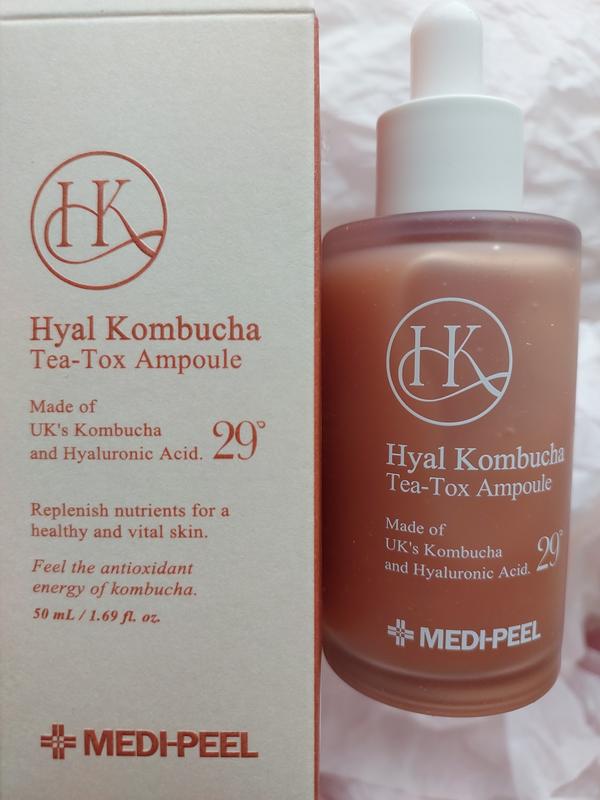 HK
Hyal Kombucha
Tea-Tox Ampoule
Made of
UK's Kombucha
and Hyaluronic Acid. 29°
Replenish nutrients for a
healthy and vital skin.
Feel the antioxidant
energy of kombucha.
50 mL / 1.69 fl. oz.
MEDI-PEEL
HK
Hyal Kombucha
Tea-Tox Ampoule
Made of
UK's Kombucha
and Hyaluronic Acid. 29°
MEDI-PEEL